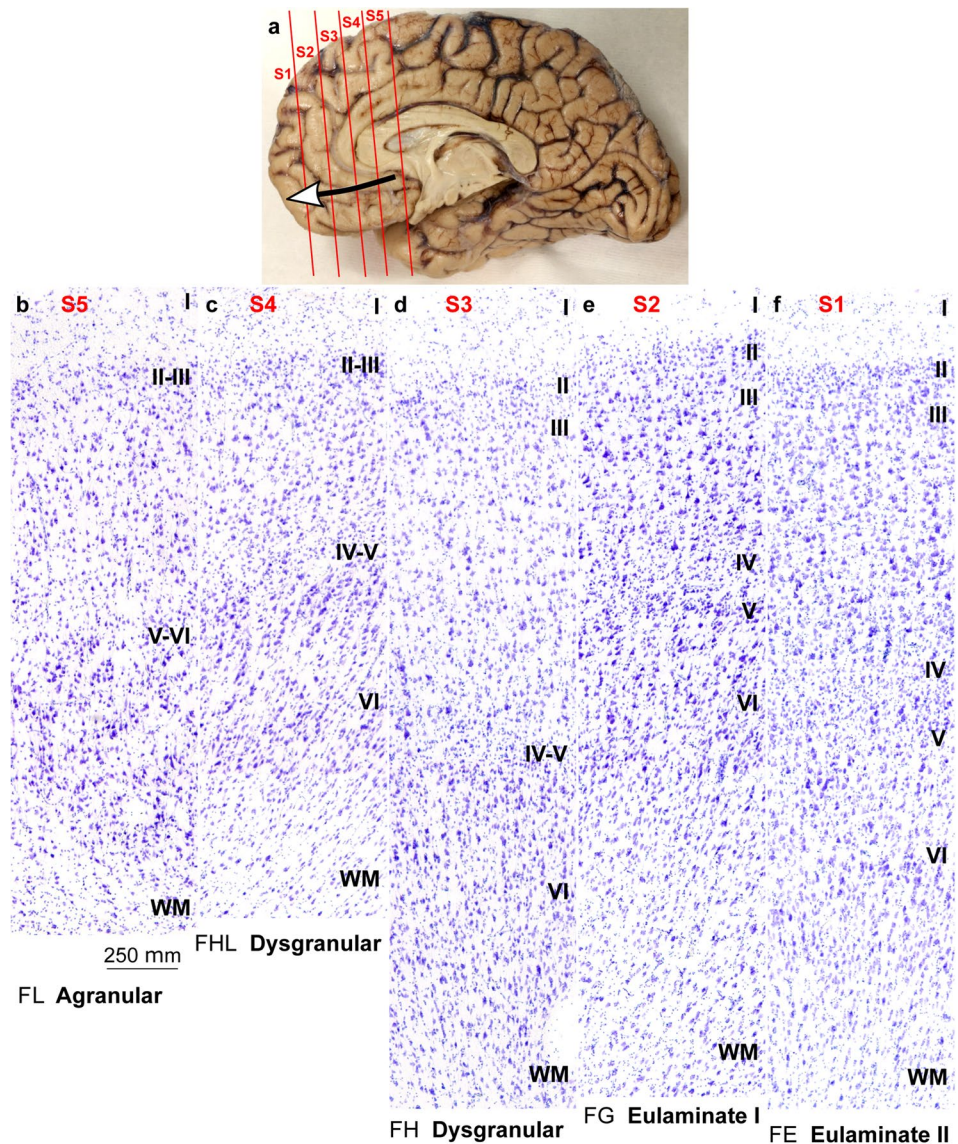 a
S1
S2
S3
S4
S5
b S5 I
II-III
V-VI
WM
250 mm
FL Agranular
c S4 I
II-III
IV-V
VI
WM
FHL Dysgranular
d S3 I
II
III
IV-V
VI
WM
FH Dysgranular
e S2 I
II
III
IV
V
VI
WM
FG Eulaminate I
f S1 I
II
III
IV
V
VI
WM
FE Eulaminate II